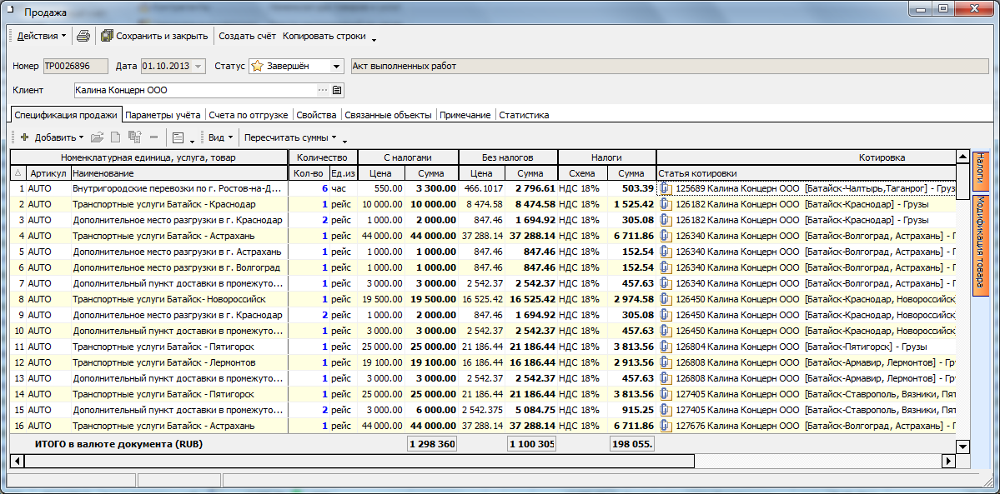 Продажа
Действия Сохранить и закрыть Создать счёт Копировать строки
Номер TP0026896 Дата 01.10.2013 Статус Завершён Акт выполненных работ
Клиент Калина Концерн ООО
Спецификация продажи Параметры учёта Счета по отгрузке Свойства Связанные объекты Примечание Статистика
Добавить Вид Пересчитать суммы
Номенклатурная единица, услуга, товар Количество С налогами Без налогов Налоги Котировка
Артикул Наименование Кол-во Ед.из Цена Сумма Цена Сумма Схема Сумма Статья котировки
1 AUTO Внутригородские перевозки по г. Ростов-на-Д... 6 час 550.00 3 300.00 466.1017 2 796.61 НДС 18% 503.39 125689 Калина Концерн ООО [Батайск-Чалтырь,Таганрог] - Груз
2 AUTO Транспортные услуги Батайск - Краснодар 1 рейс 10 000.00 10 000.00 8 474.58 8 474.58 НДС 18% 1 525.42 126182 Калина Концерн ООО [Батайск-Краснодар] - Грузы
3 AUTO Дополнительное место разгрузки в г. Краснодар 2 рейс 1 000.00 2 000.00 847.46 1 694.92 НДС 18% 305.08 126182 Калина Концерн ООО [Батайск-Краснодар] - Грузы
4 AUTO Транспортные услуги Батайск - Астрахань 1 рейс 44 000.00 44 000.00 37 288.14 37 288.14 НДС 18% 6 711.86 126340 Калина Концерн ООО [Батайск-Волгоград, Астрахань] - Г
5 AUTO Дополнительное место разгрузки в г. Астрахань 1 рейс 1 000.00 1 000.00 847.46 847.46 НДС 18% 152.54 126340 Калина Концерн ООО [Батайск-Волгоград, Астрахань] - Г
6 AUTO Дополнительное место разгрузки в г. Волгоград 1 рейс 1 000.00 1 000.00 847.46 847.46 НДС 18% 152.54 126340 Калина Концерн ООО [Батайск-Волгоград, Астрахань] - Г
7 AUTO Дополнительный пункт доставки в промежуто... 1 рейс 3 000.00 3 000.00 2 542.37 2 542.37 НДС 18% 457.63 126340 Калина Концерн ООО [Батайск-Волгоград, Астрахань] - Г
8 AUTO Транспортные услуги Батайск- Новороссийск 1 рейс 19 500.00 19 500.00 16 525.42 16 525.42 НДС 18% 2 974.58 126450 Калина Концерн ООО [Батайск-Краснодар, Новороссийск
9 AUTO Дополнительное место разгрузки в г. Краснодар 2 рейс 1 000.00 2 000.00 847.46 1 694.92 НДС 18% 305.08 126450 Калина Концерн ООО [Батайск-Краснодар, Новороссийск
10 AUTO Дополнительный пункт доставки в промежуто... 1 рейс 3 000.00 3 000.00 2 542.37 2 542.37 НДС 18% 457.63 126450 Калина Концерн ООО [Батайск-Краснодар, Новороссийск
11 AUTO Транспортные услуги Батайск - Пятигорск 1 рейс 25 000.00 25 000.00 21 186.44 21 186.44 НДС 18% 3 813.56 126804 Калина Концерн ООО [Батайск-Пятигорск] - Грузы
12 AUTO Транспортные услуги Батайск - Лермонтов 1 рейс 19 100.00 19 100.00 16 186.44 16 186.44 НДС 18% 2 913.56 126808 Калина Концерн ООО [Батайск-Армавир, Лермонтов] - Гр
13 AUTO Дополнительный пункт доставки в промежуто... 1 рейс 3 000.00 3 000.00 2 542.37 2 542.37 НДС 18% 457.63 126808 Калина Концерн ООО [Батайск-Армавир, Лермонтов] - Гр
14 AUTO Транспортные услуги Батайск - Пятигорск 1 рейс 25 000.00 25 000.00 21 186.44 21 186.44 НДС 18% 3 813.56 127405 Калина Концерн ООО [Батайск-Ставрополь, Вязники, Пят
15 AUTO Дополнительный пункт доставки в промежуто... 2 рейс 3 000.00 6 000.00 2 542.375 5 084.75 НДС 18% 915.25 127405 Калина Концерн ООО [Батайск-Ставрополь, Вязники, Пят
16 AUTO Транспортные услуги Батайск - Астрахань 1 рейс 44 000.00 44 000.00 37 288.14 37 288.14 НДС 18% 6 711.86 127676 Калина Концерн ООО [Батайск-Волгоград, Астрахань] - Г
ИТОГО в валюте документа (RUB) 1 298 360 1 100 305 198 055.
Налоги
Модификация товара